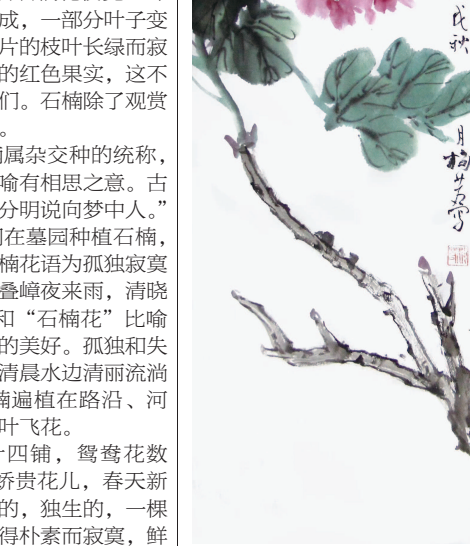 成，一部分叶子变
片的枝叶长绿而寂
的红色果实，这不
们。石楠除了观赏
。
属杂交种的统称，
喻有相思之意。古
分明说向梦中人。”
在墓园种植石楠，
楠花语为孤独寂寞
叠嶂夜来雨，清晓
和“石楠花”比喻
的美好。孤独和失
清晨水边清丽流淌
楠遍植在路沿、河
叶飞花。
四铺，鸳鸯花数
娇贵花儿，春天新
的，独生的，一棵
得朴素而寂寞，鲜
戊秋
月